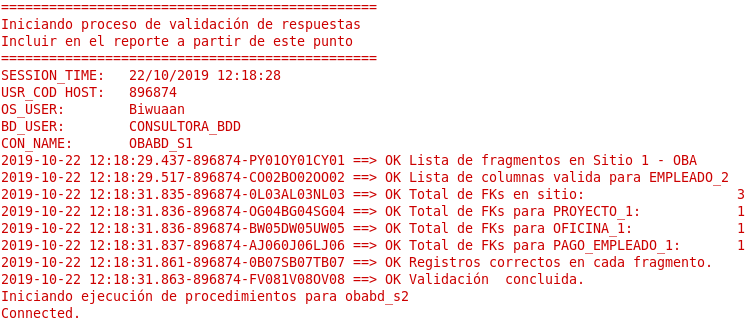 ===============================================
Iniciando proceso de validación de respuestas
Incluir en el reporte a partir de este punto
===============================================
SESSION_TIME:   22/10/2019 12:18:28
USR_COD HOST:   896874
OS_USER:        Biwuaan
BD_USER:        CONSULTORA_BDD
CON_NAME:       OBABD_S1
2019-10-22 12:18:29.437-896874-PY01OY01CY01 ==> OK Lista de fragmentos en Sitio 1 - OBA
2019-10-22 12:18:29.517-896874-CO02BO02OO02 ==> OK Lista de columnas valida para EMPLEADO_2
2019-10-22 12:18:31.835-896874-0L03AL03NL03 ==> OK Total de FKs en sitio:                   3
2019-10-22 12:18:31.836-896874-OG04BG04SG04 ==> OK Total de FKs para PROYECTO_1:            1
2019-10-22 12:18:31.836-896874-BW05DW05UW05 ==> OK Total de FKs para OFICINA_1:             1
2019-10-22 12:18:31.837-896874-AJ060J06LJ06 ==> OK Total de FKs para PAGO_EMPLEADO_1:       1
2019-10-22 12:18:31.861-896874-0B07SB07TB07 ==> OK Registros correctos en cada fragmento.
2019-10-22 12:18:31.863-896874-FV081V08OV08 ==> OK Validación  concluida.
Iniciando ejecución de procedimientos para obabd_s2
Connected.